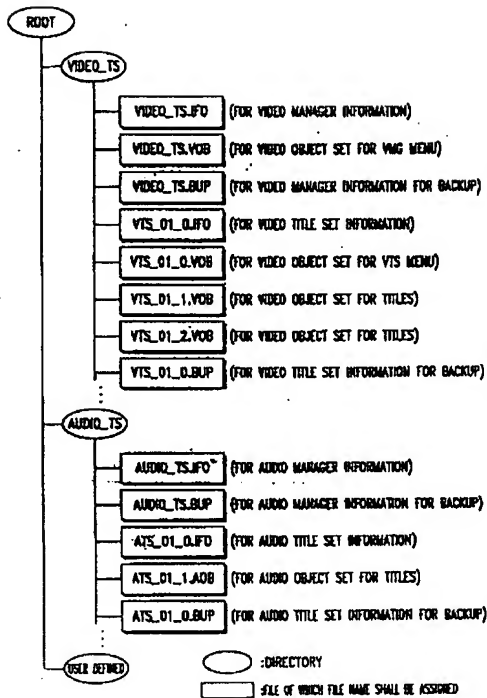 ROOT
VIDEO_TS
VIDEO_TS.IFO (FOR VIDEO MANAGER INFORMATION)
VIDEO_TS.VOB (FOR VIDEO OBJECT SET FOR VMG MENU)
VIDEO_TS.BUP (FOR VIDEO MANAGER INFORMATION FOR BACKUP)
VTS_01_0.IFO (FOR VIDEO TITLE SET INFORMATION)
VTS_01_0.VOB (FOR VIDEO OBJECT SET FOR VTS MENU)
VTS_01_1.VOB (FOR VIDEO OBJECT SET FOR TITLES)
VTS_01_2.VOB (FOR VIDEO OBJECT SET FOR TITLES)
VTS_01_0.BUP (FOR VIDEO TITLE SET INFORMATION FOR BACKUP)
AUDIO_TS
AUDIO_TS.IFO (FOR AUDIO MANAGER INFORMATION)
AUDIO_TS.BUP (FOR AUDIO MANAGER INFORMATION FOR BACKUP)
ATS_01_0.IFO (FOR AUDIO TITLE SET INFORMATION)
ATS_01_1.AOB (FOR AUDIO OBJECT SET FOR TITLES)
ATS_01_0.BUP (FOR AUDIO TITLE SET INFORMATION FOR BACKUP)
USER DEFINED
:DIRECTORY
:FILE OF WHICH FILE NAME SHALL BE ASSIGNED